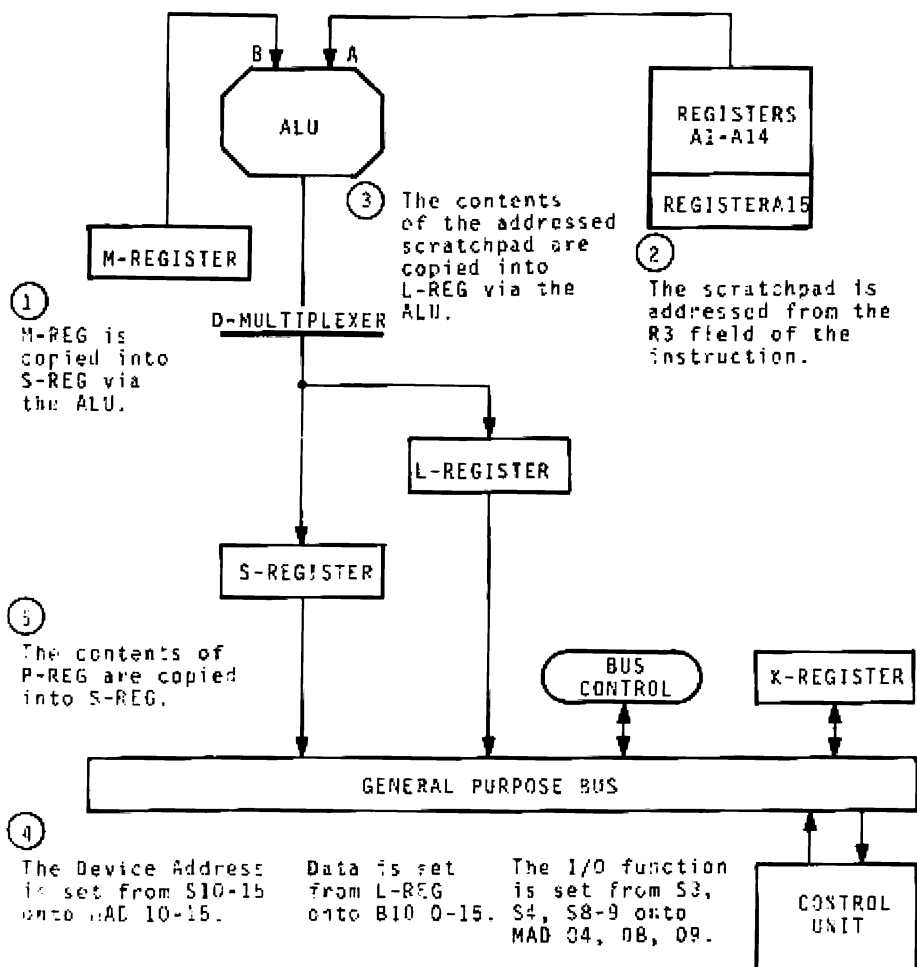 B
A
ALU
REGISTERS
A1-A14
REGISTERA15
M-REGISTER
1
M-REG is
copied into
S-REG via
the ALU.
3
The contents
of the addressed
scratchpad are
copied into
L-REG via the
ALU.
2
The scratchpad is
addressed from the
R3 field of the
instruction.
D-MULTIPLEXER
L-REGISTER
S-REGISTER
5
The contents of
P-REG are copied
into S-REG.
BUS
CONTROL
K-REGISTER
GENERAL PURPOSE BUS
4
The Device Address
is set from S10-15
onto MAD 10-15.
Data is set
from L-REG
onto B10 0-15.
The I/O function
is set from S3,
S4, S8-9 onto
MAD 04, 08, 09.
CONTROL
UNIT